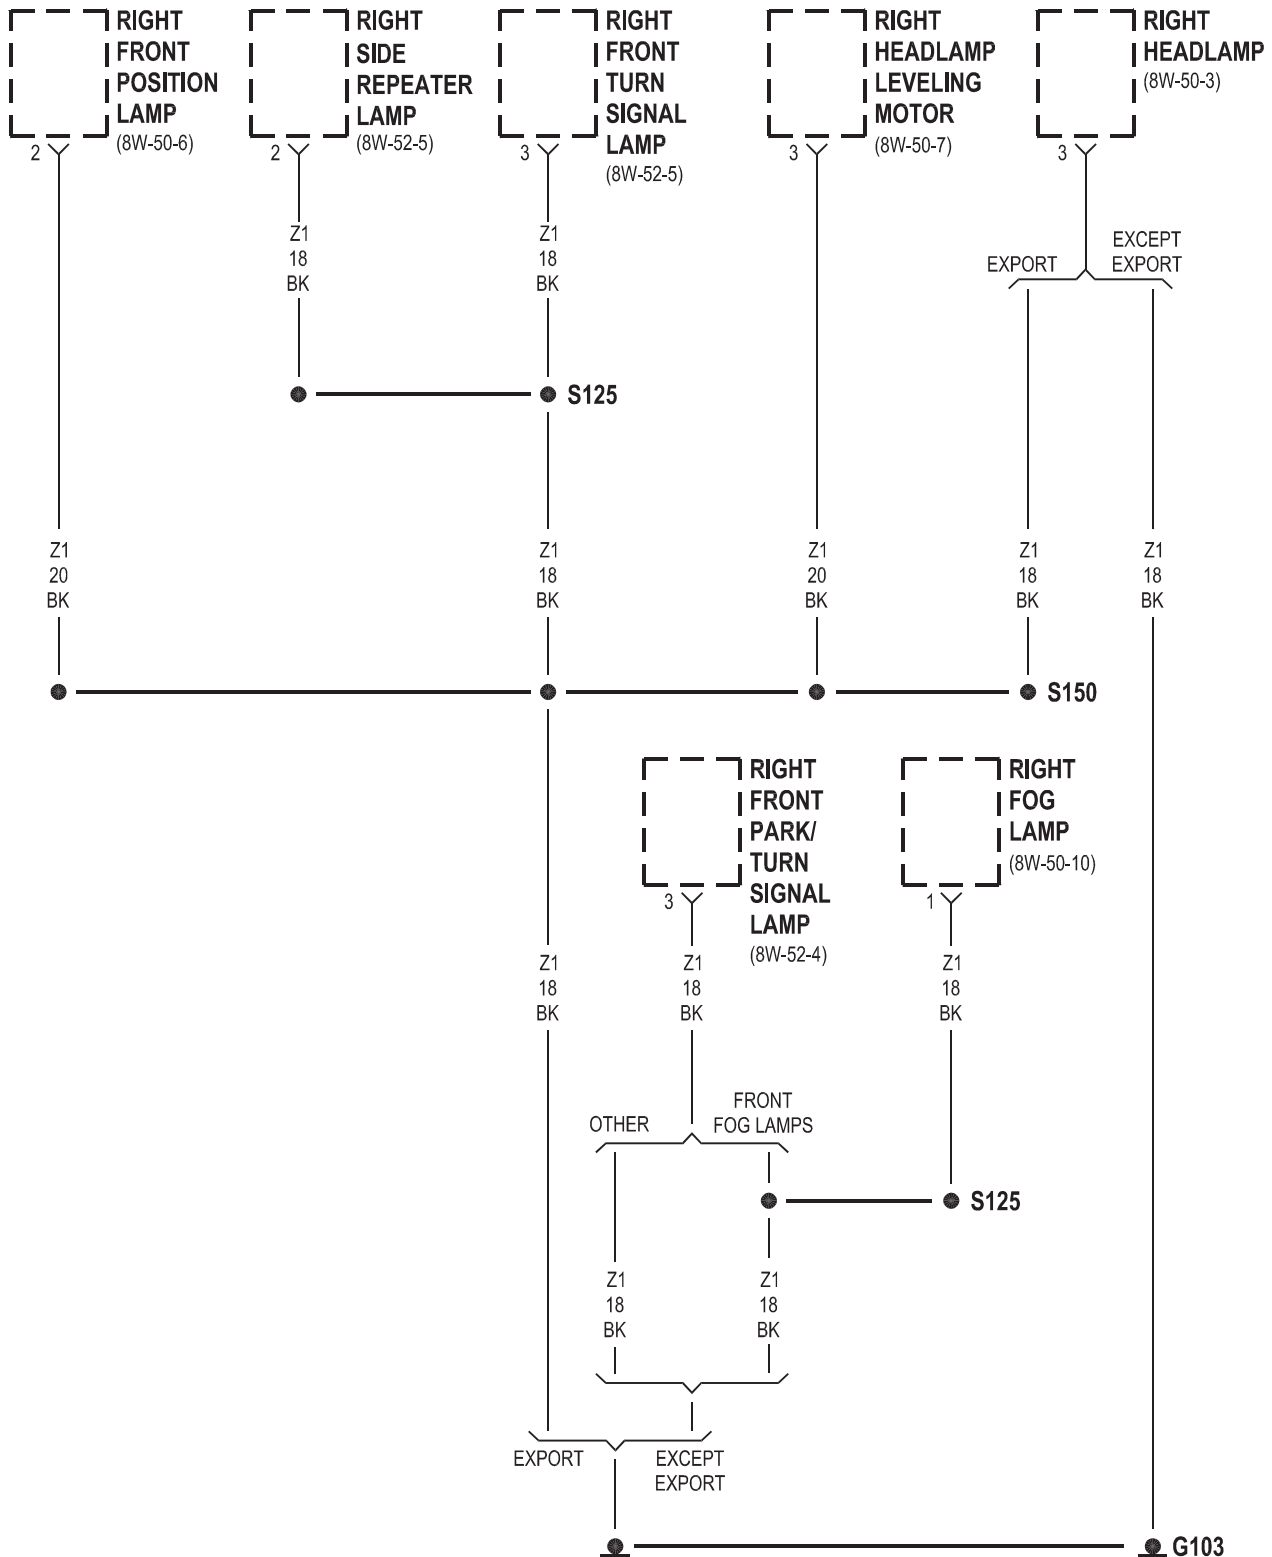 RIGHT
FRONT
POSITION
LAMP
(8W-50-6)
2
RIGHT
SIDE
REPEATER
LAMP
(8W-52-5)
2
RIGHT
FRONT
TURN
SIGNAL
LAMP
(8W-52-5)
3
RIGHT
HEADLAMP
LEVELING
MOTOR
(8W-50-7)
3
RIGHT
HEADLAMP
(8W-50-3)
3
Z1
18
BK
Z1
18
BK
EXPORT
EXCEPT
EXPORT
S125
Z1
20
BK
Z1
18
BK
Z1
20
BK
Z1
18
BK
Z1
18
BK
S150
RIGHT
FRONT
PARK/
TURN
SIGNAL
LAMP
(8W-52-4)
3
RIGHT
FOG
LAMP
(8W-50-10)
1
Z1
18
BK
Z1
18
BK
Z1
18
BK
OTHER
FRONT
FOG LAMPS
S125
Z1
18
BK
Z1
18
BK
EXPORT
EXCEPT
EXPORT
G103